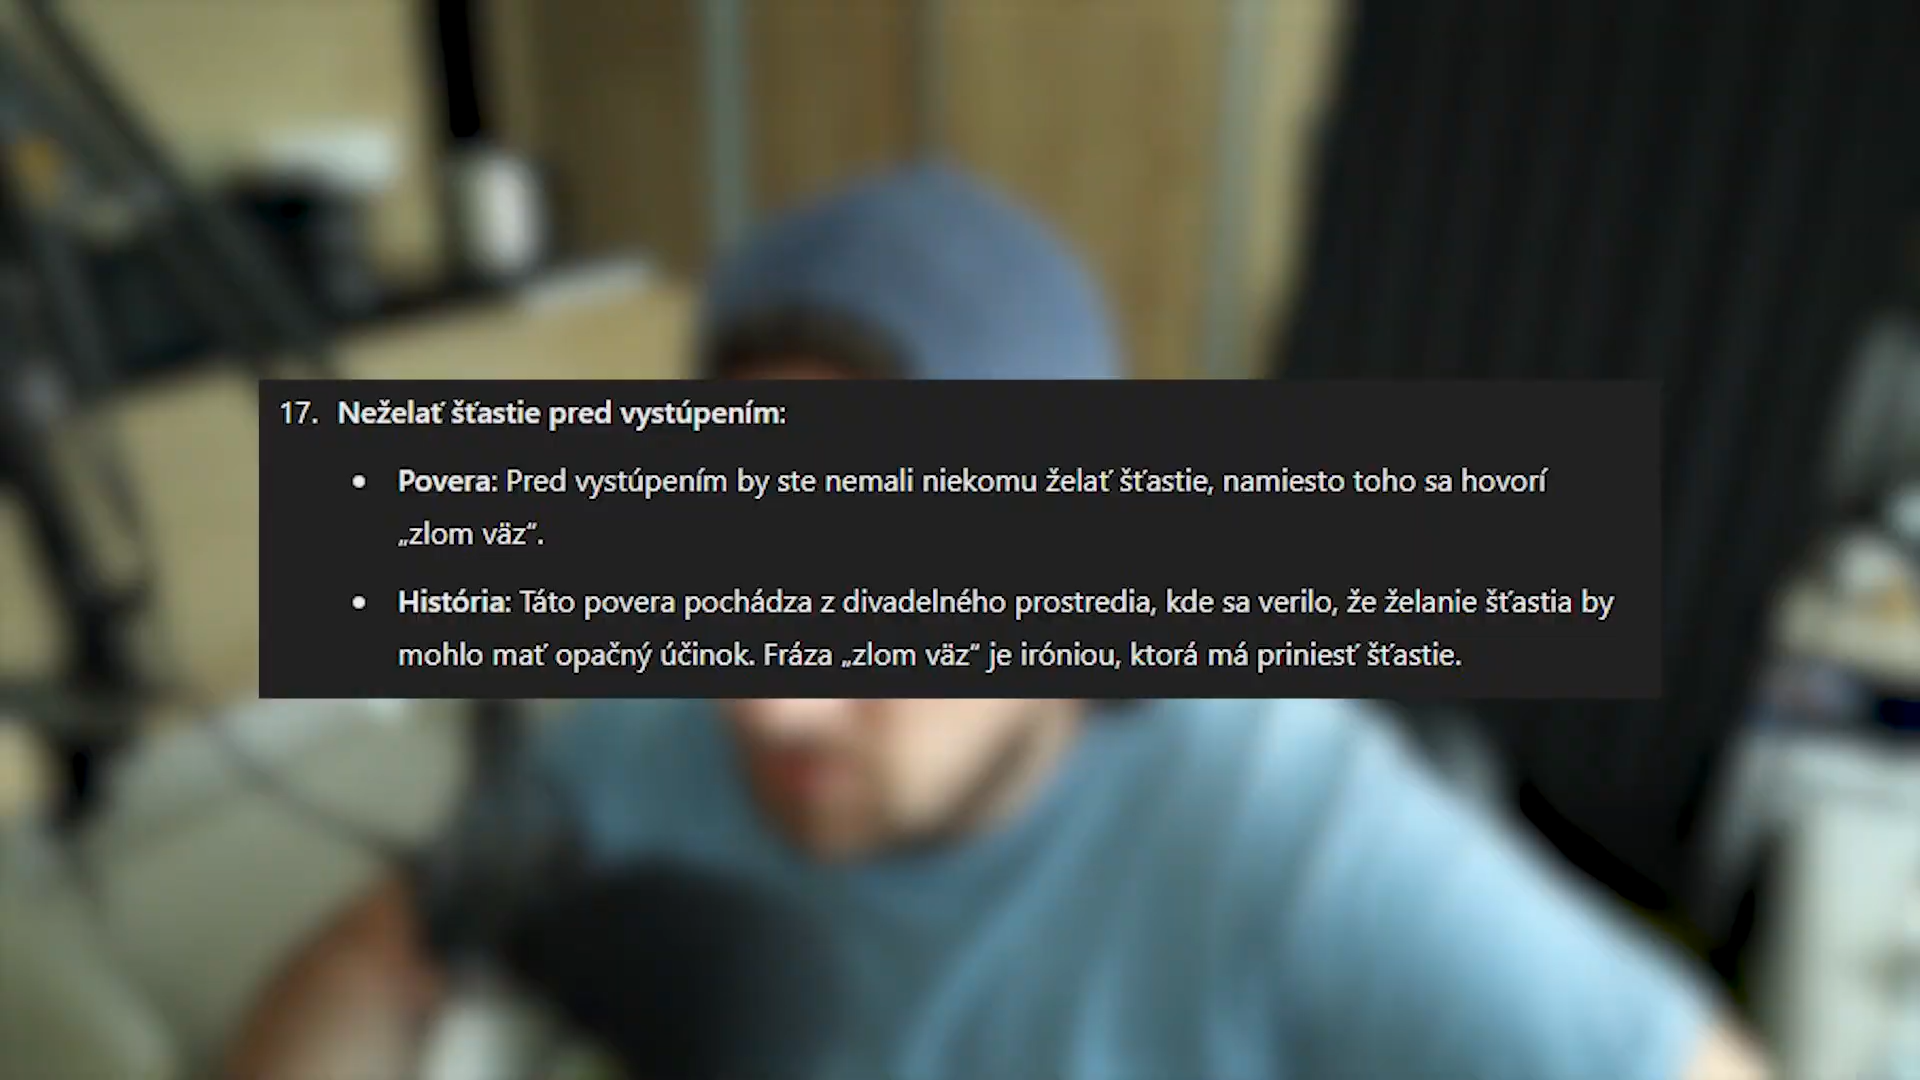 17. Neželať šťastie pred vystúpením:
• Povera: Pred vystúpením by ste nemali niekomu želať šťastie, namiesto toho sa hovorí
„zlom väz“.
• História: Táto povera pochádza z divadelného prostredia, kde sa verilo, že želanie šťastia by
mohlo mať opačný účinok. Fráza „zlom väz“ je iróniou, ktorá má priniesť šťastie.